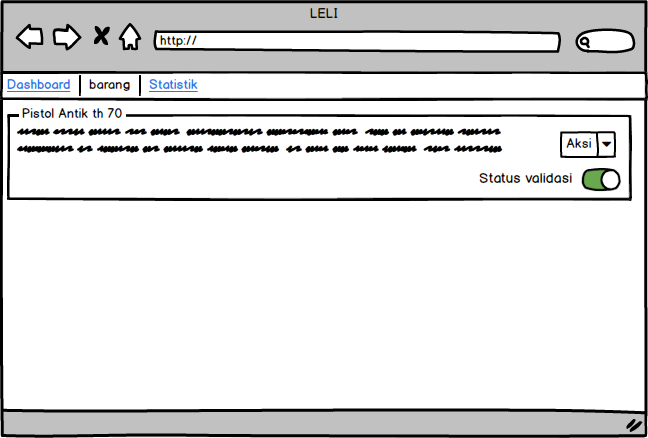 LELI
http://
Dashboard barang Statistik
Pistol Antik th 70
Aksi
Status validasi